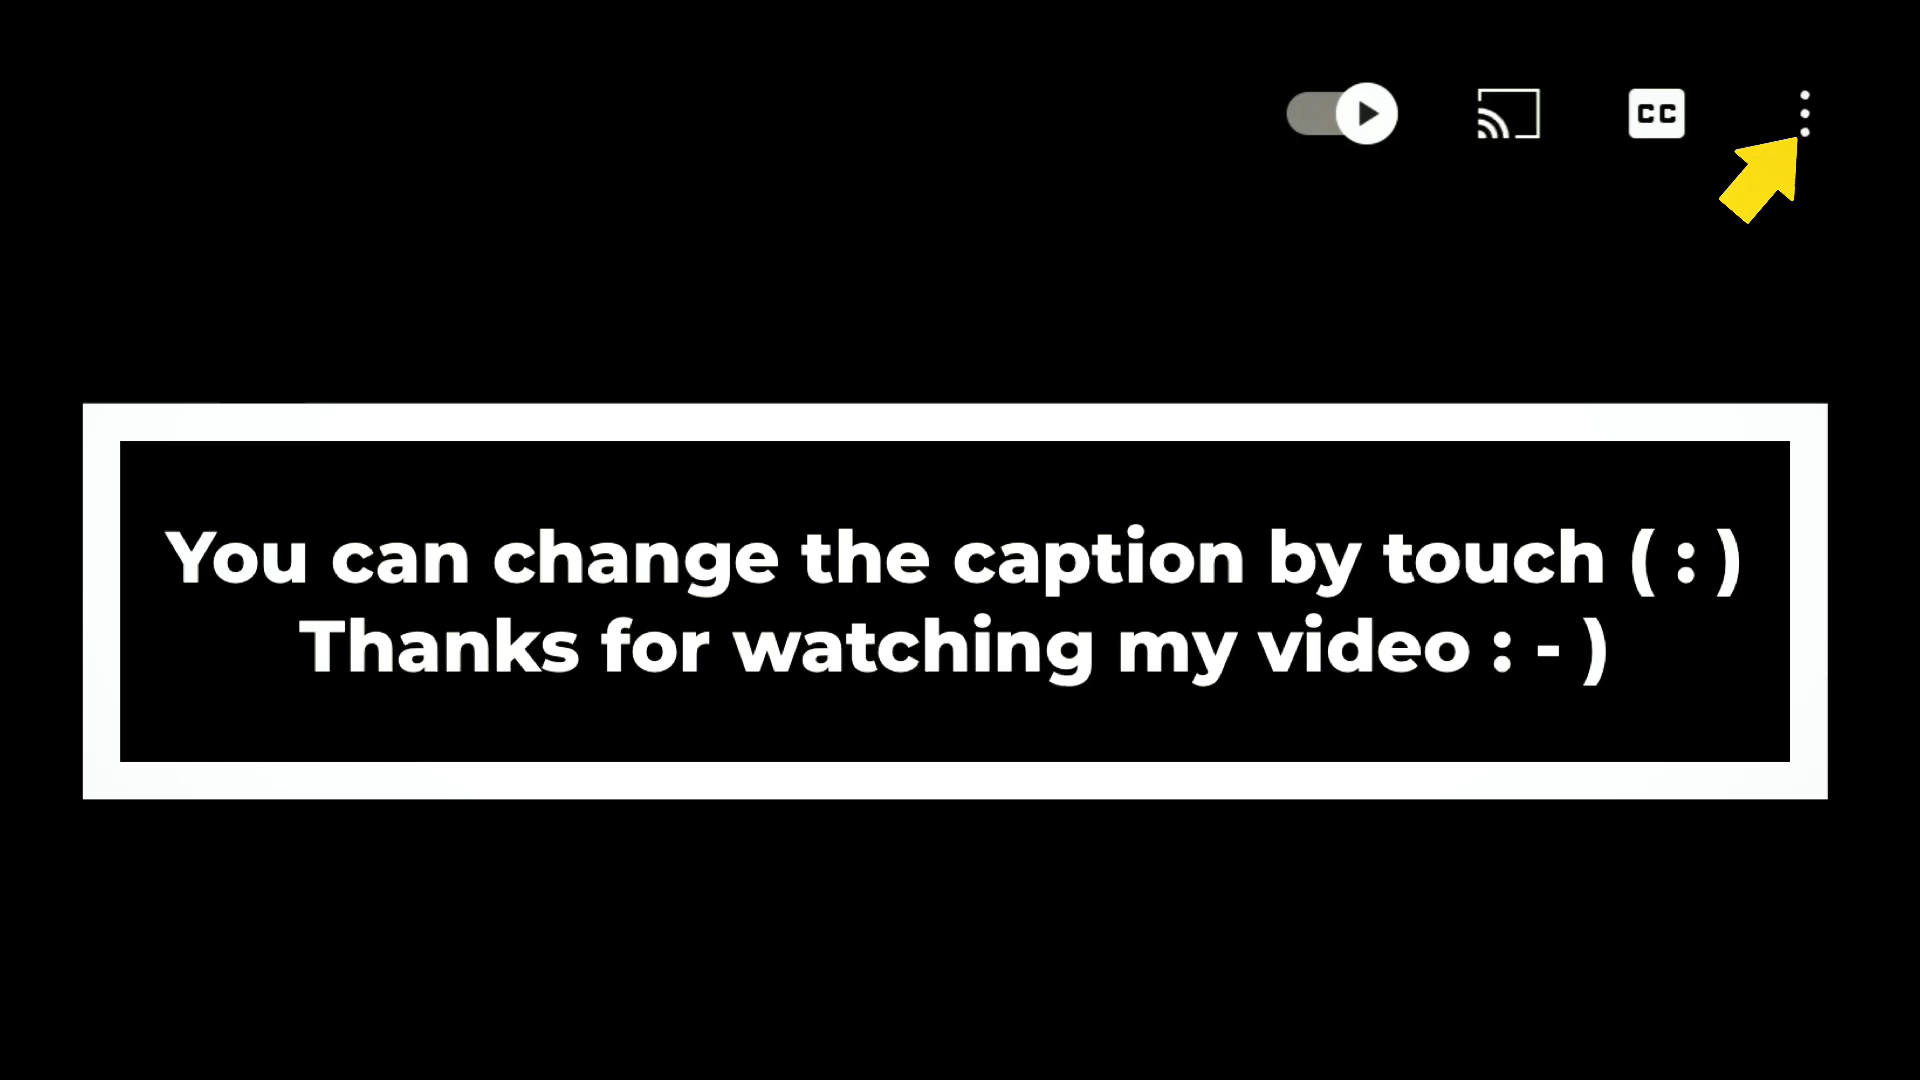 CC
You can change the caption by touch ( : )
Thanks for watching my video : - )